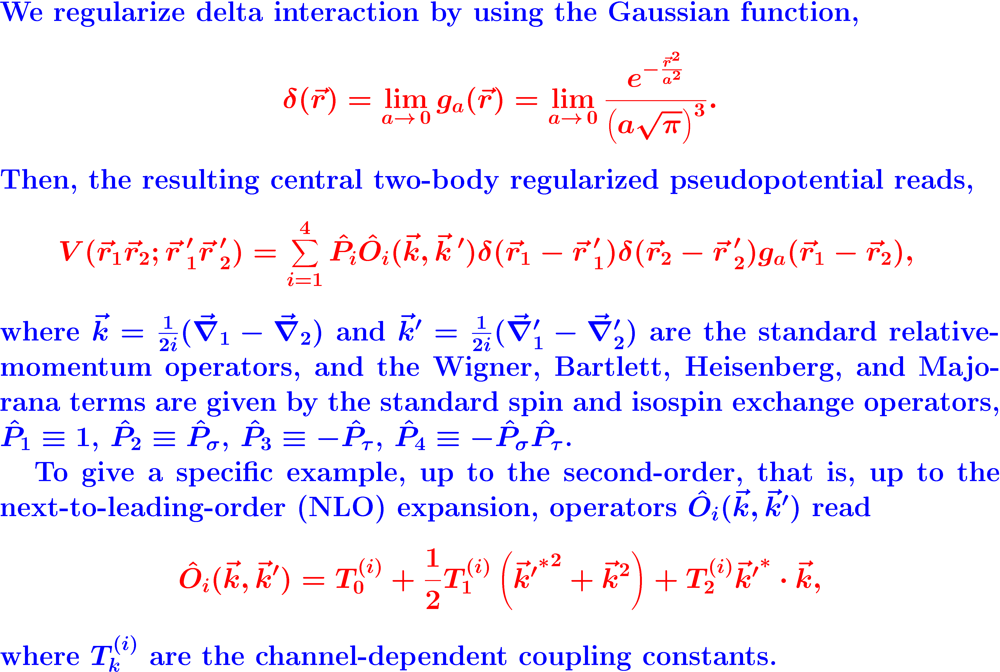 We regularize delta interaction by using the Gaussian function,
$\delta(\vec{r}) = \lim_{a \to 0} g_a(\vec{r}) = \lim_{a \to 0} \frac{e^{-\frac{\vec{r}^2}{a^2}}}{(a\sqrt{\pi})^3}.$
Then, the resulting central two-body regularized pseudopotential reads,
$V(\vec{r}_1\vec{r}_2; \vec{r}\,'_1\vec{r}\,'_2) = \sum_{i=1}^{4} \hat{P}_i\hat{O}_i(\vec{k}, \vec{k}\,')\delta(\vec{r}_1 - \vec{r}\,'_1)\delta(\vec{r}_2 - \vec{r}\,'_2)g_a(\vec{r}_1 - \vec{r}_2),$
where $\vec{k} = \frac{1}{2i}(\vec{\nabla}_1 - \vec{\nabla}_2)$ and $\vec{k}' = \frac{1}{2i}(\vec{\nabla}'_1 - \vec{\nabla}'_2)$ are the standard relative-
momentum operators, and the Wigner, Bartlett, Heisenberg, and Majo-
rana terms are given by the standard spin and isospin exchange operators,
$\hat{P}_1 \equiv 1$, $\hat{P}_2 \equiv \hat{P}_\sigma$, $\hat{P}_3 \equiv -\hat{P}_\tau$, $\hat{P}_4 \equiv -\hat{P}_\sigma\hat{P}_\tau$.
To give a specific example, up to the second-order, that is, up to the
next-to-leading-order (NLO) expansion, operators $\hat{O}_i(\vec{k}, \vec{k}')$ read
$\hat{O}_i(\vec{k}, \vec{k}') = T_0^{(i)} + \frac{1}{2}T_1^{(i)} \left(\vec{k}'^{*2} + \vec{k}^2\right) + T_2^{(i)}\vec{k}'^{*} \cdot \vec{k},$
where $T_k^{(i)}$ are the channel-dependent coupling constants.